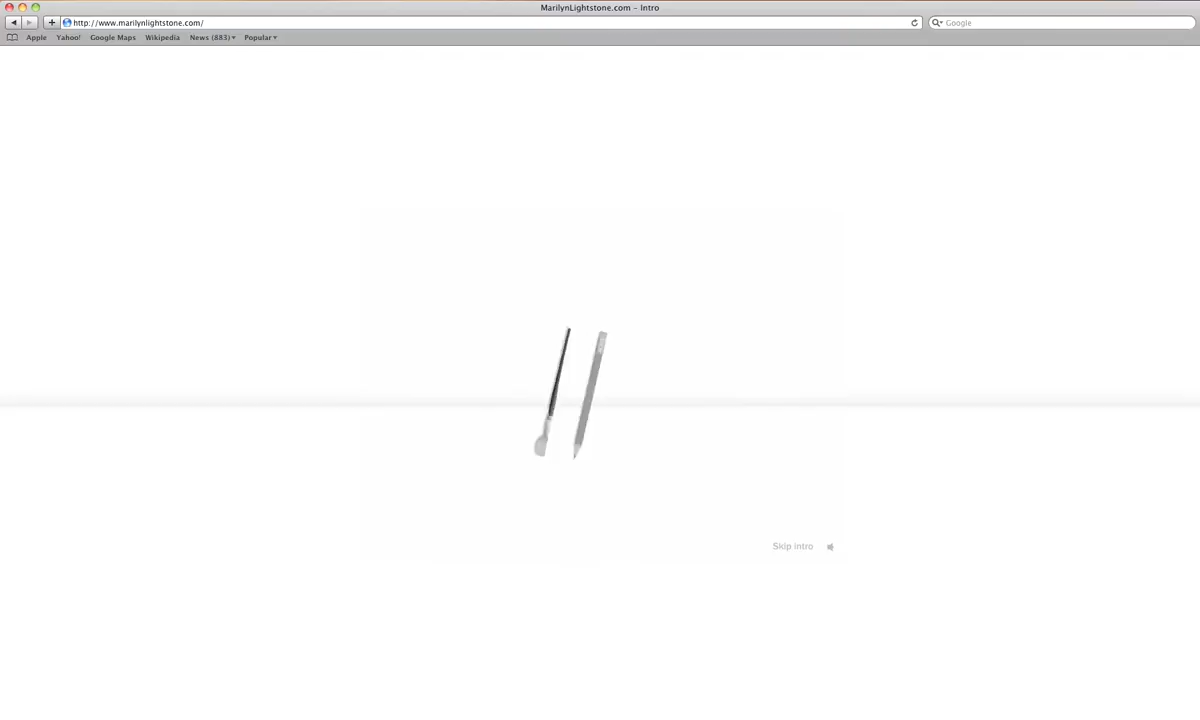 MarilynLightstone.com – Intro
http://www.marilynlightstone.com/
Google
Apple Yahoo! Google Maps Wikipedia News (883) Popular
Skip intro